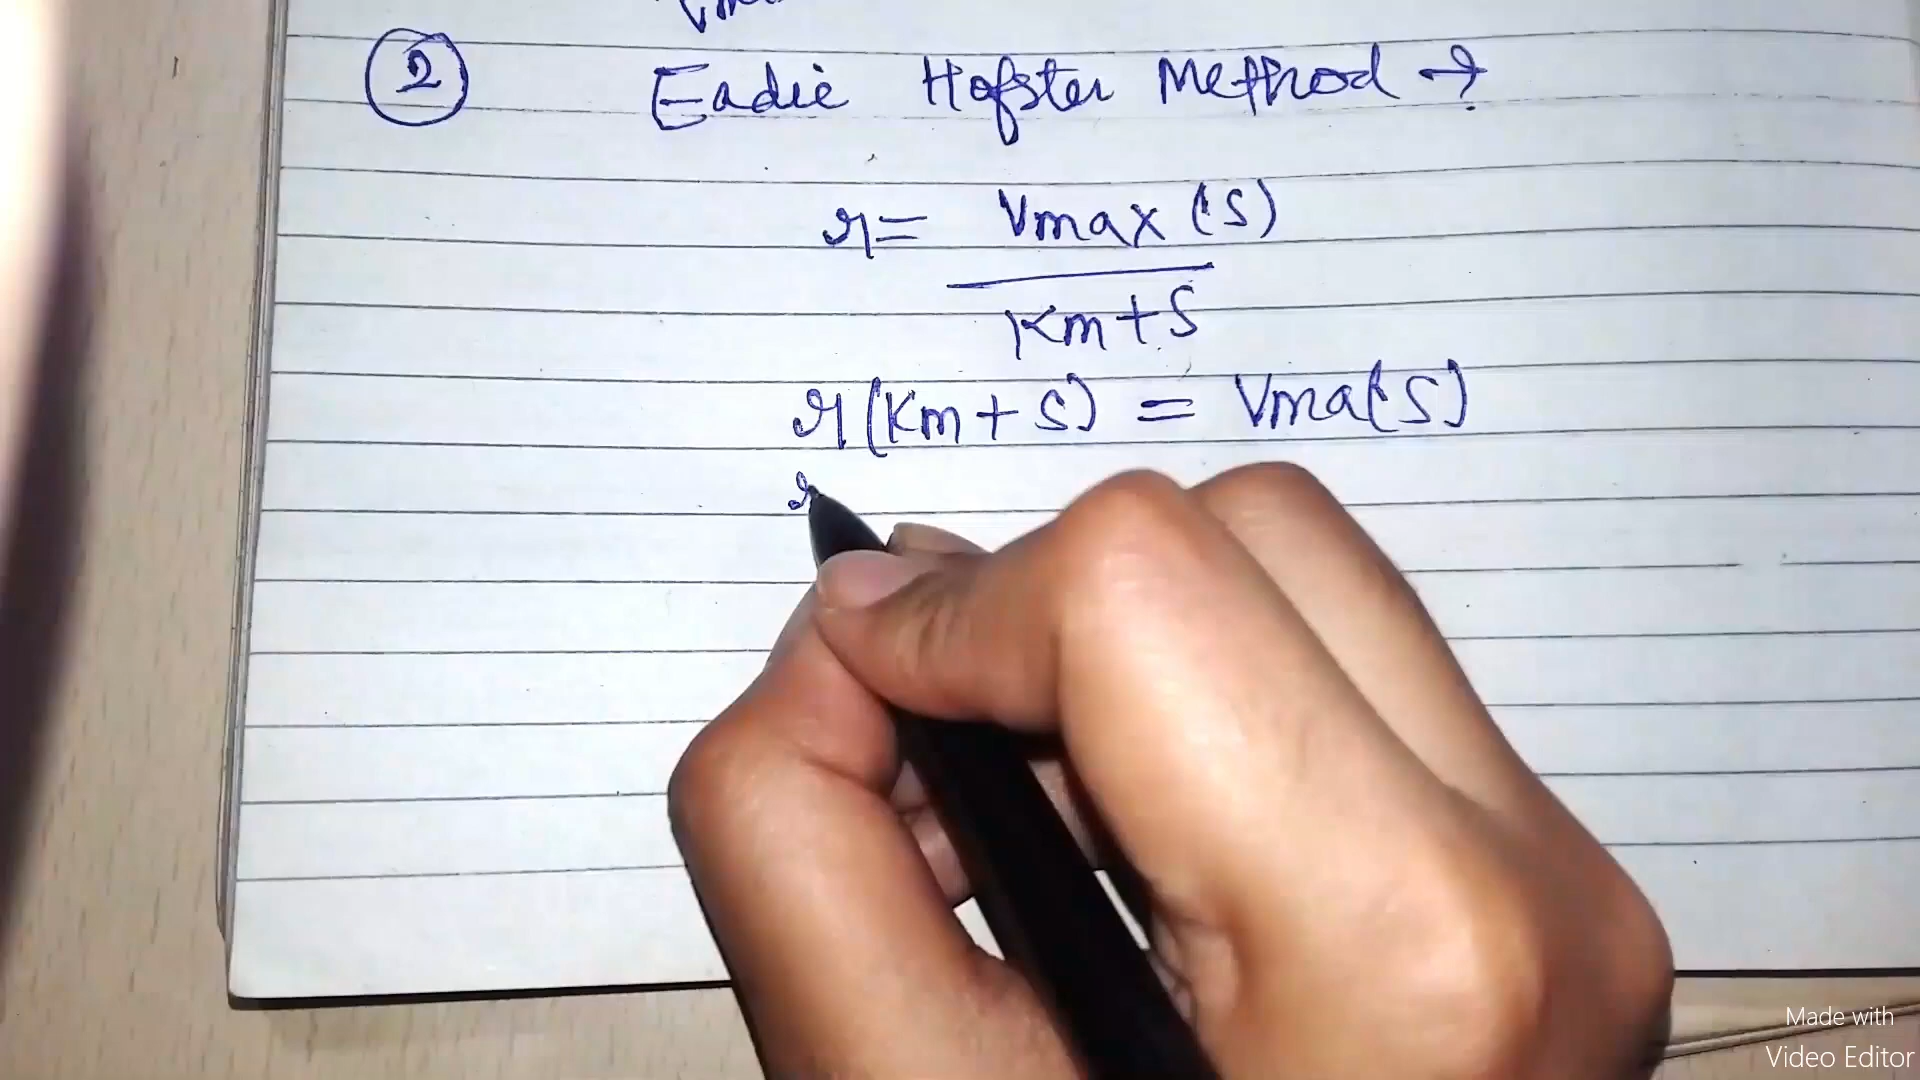 2 Eadie Hofster Method →
r = Vmax (S)
Km + S
r (Km + S) = Vma(S)
r
Made with
Video Editor